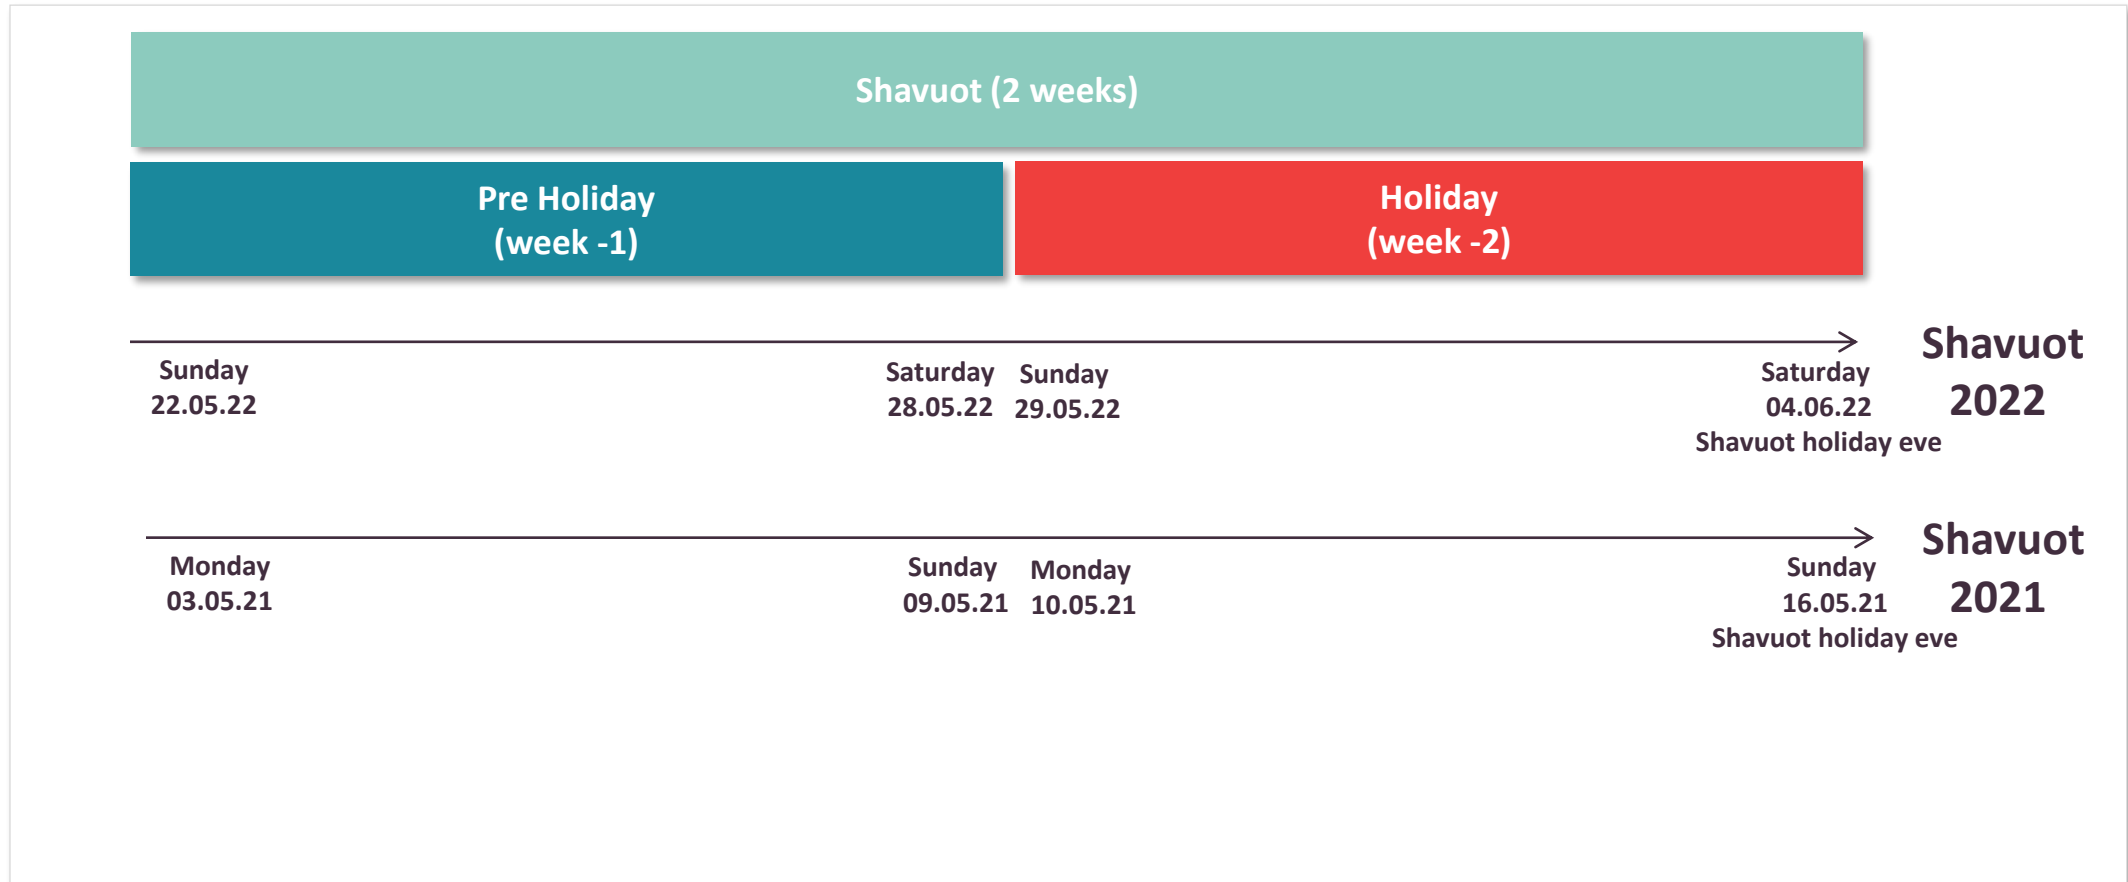 Shavuot (2 weeks)
Pre Holiday
(week -1)
Holiday
(week -2)
Sunday
22.05.22
Saturday
28.05.22
Sunday
29.05.22
Saturday
04.06.22
Shavuot holiday eve
Shavuot
2022
Monday
03.05.21
Sunday
09.05.21
Monday
10.05.21
Sunday
16.05.21
Shavuot holiday eve
Shavuot
2021